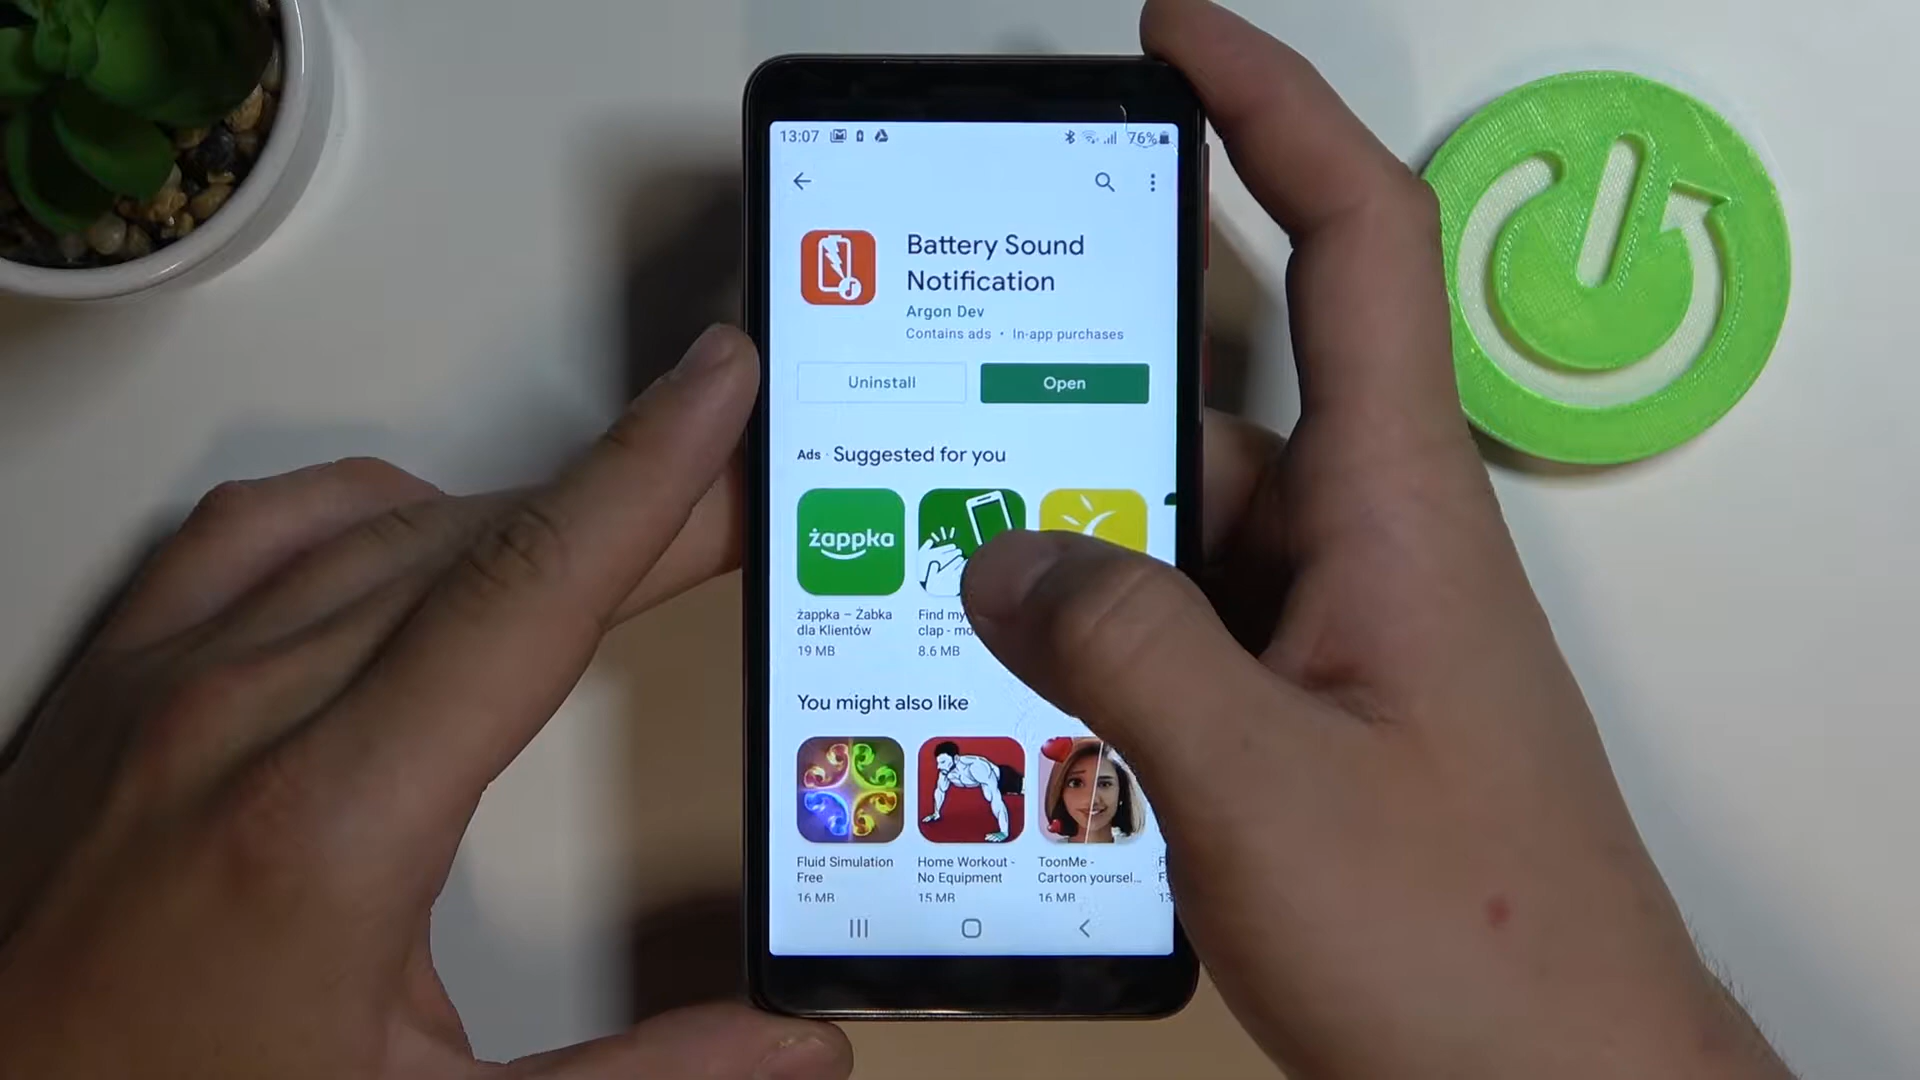 13:07
76%
Battery Sound
Notification
Argon Dev
Contains ads • In-app purchases
Uninstall
Open
Ads · Suggested for you
żappka
żappka – Żabka
dla Klientów
19 MB
Find my
clap -
8.6 MB
You might also like
Fluid Simulation
Free
16 MB
Home Workout -
No Equipment
15 MB
ToonMe -
Cartoon yoursel...
16 MB